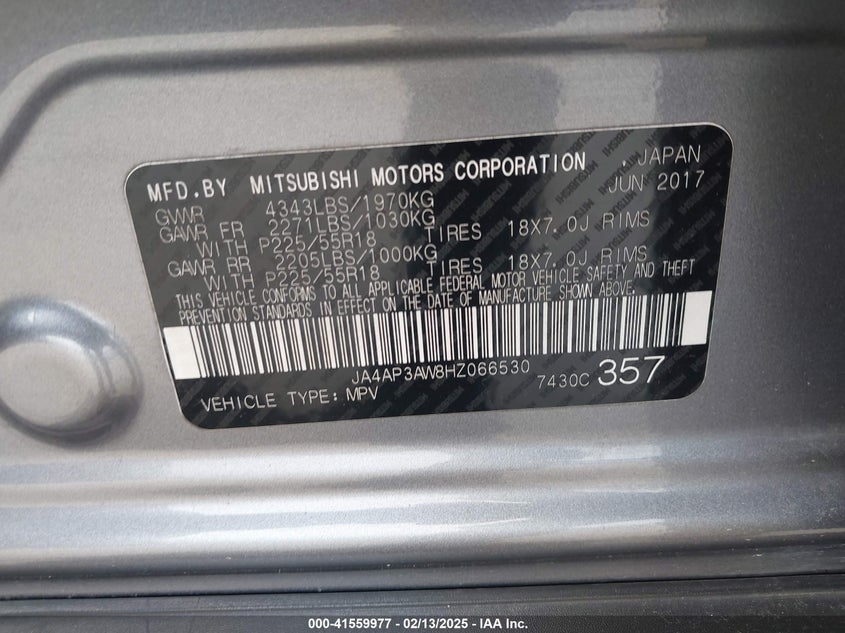 MFD.BY MITSUBISHI MOTORS CORPORATION JAPAN
GVWR 4343LBS/1970KG JUN 2017
GAWR FR 2271LBS/1030KG
WITH P225/55R18 TIRES 18X7.0J RIMS
GAWR RR 2205LBS/1000KG
WITH P225/55R18 TIRES 18X7.0J RIMS
THIS VEHICLE CONFORMS TO ALL APPLICABLE FEDERAL MOTOR VEHICLE SAFETY AND THEFT
PREVENTION STANDARDS IN EFFECT ON THE DATE OF MANUFACTURE SHOWN ABOVE.
JA4AP3AW8HZ066530
VEHICLE TYPE: MPV 7430C 357
000-41559977 - 02/13/2025 - IAA Inc.